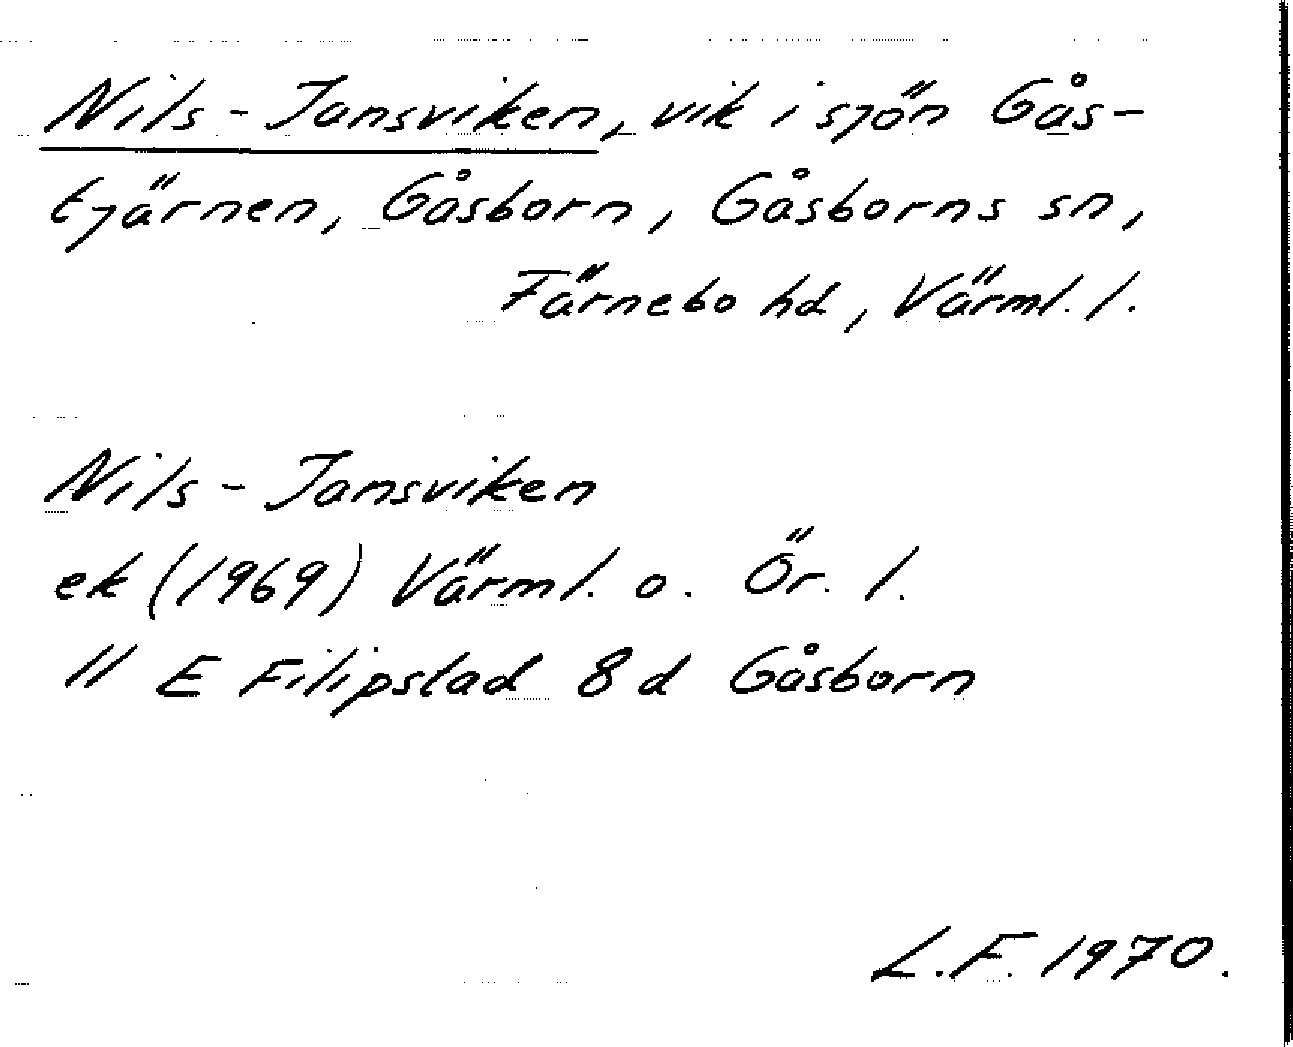 Nils-Jansviken, vik i sjön Gås-
tjärnen, Gåsborn, Gåsborns sn,
Färnebo hd, Värml. l.
Nils-Jansviken
ek (1969) Värml. o. Ör. l.
11 E Filipstad 8 d Gåsborn
L.F. 1970.